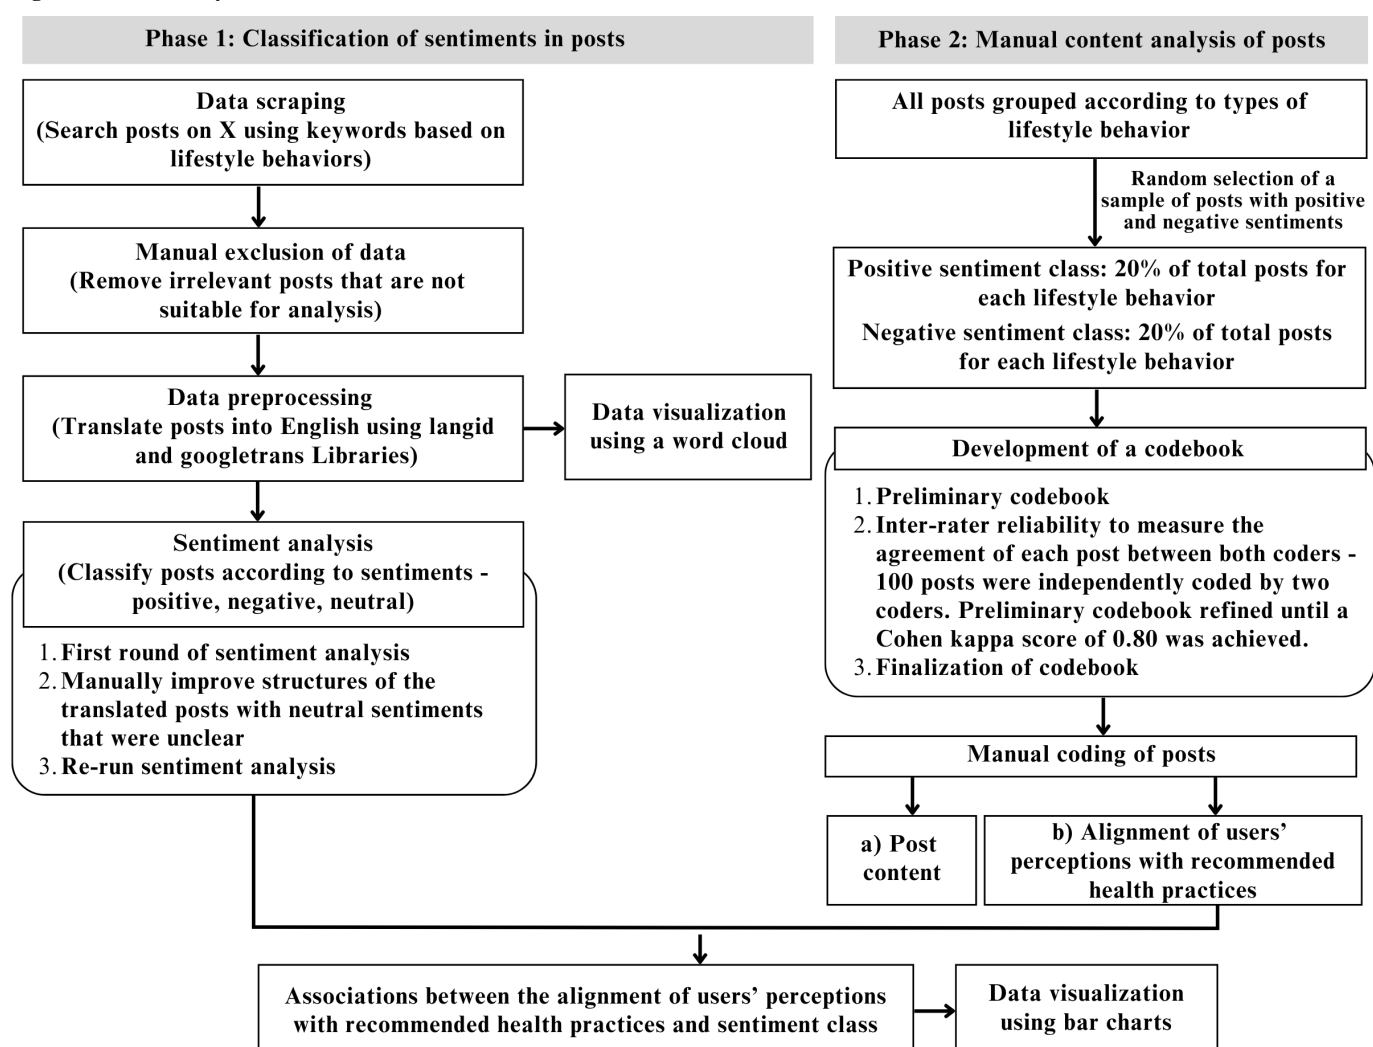 Phase 1: Classification of sentiments in posts
Data scraping
(Search posts on X using keywords based on
lifestyle behaviors)
Manual exclusion of data
(Remove irrelevant posts that are not
suitable for analysis)
Data preprocessing
(Translate posts into English using langid
and googletrans Libraries)
Data visualization
using a word cloud
Sentiment analysis
(Classify posts according to sentiments -
positive, negative, neutral)
1. First round of sentiment analysis
2. Manually improve structures of the
translated posts with neutral sentiments
that were unclear
3. Re-run sentiment analysis
Phase 2: Manual content analysis of posts
All posts grouped according to types of
lifestyle behavior
Random selection of a
sample of posts with positive
and negative sentiments
Positive sentiment class: 20% of total posts for
each lifestyle behavior
Negative sentiment class: 20% of total posts
for each lifestyle behavior
Development of a codebook
1. Preliminary codebook
2. Inter-rater reliability to measure the
agreement of each post between both coders -
100 posts were independently coded by two
coders. Preliminary codebook refined until a
Cohen kappa score of 0.80 was achieved.
3. Finalization of codebook
Manual coding of posts
a) Post
content
b) Alignment of users’
perceptions with recommended
health practices
Associations between the alignment of users’ perceptions
with recommended health practices and sentiment class
Data visualization
using bar charts